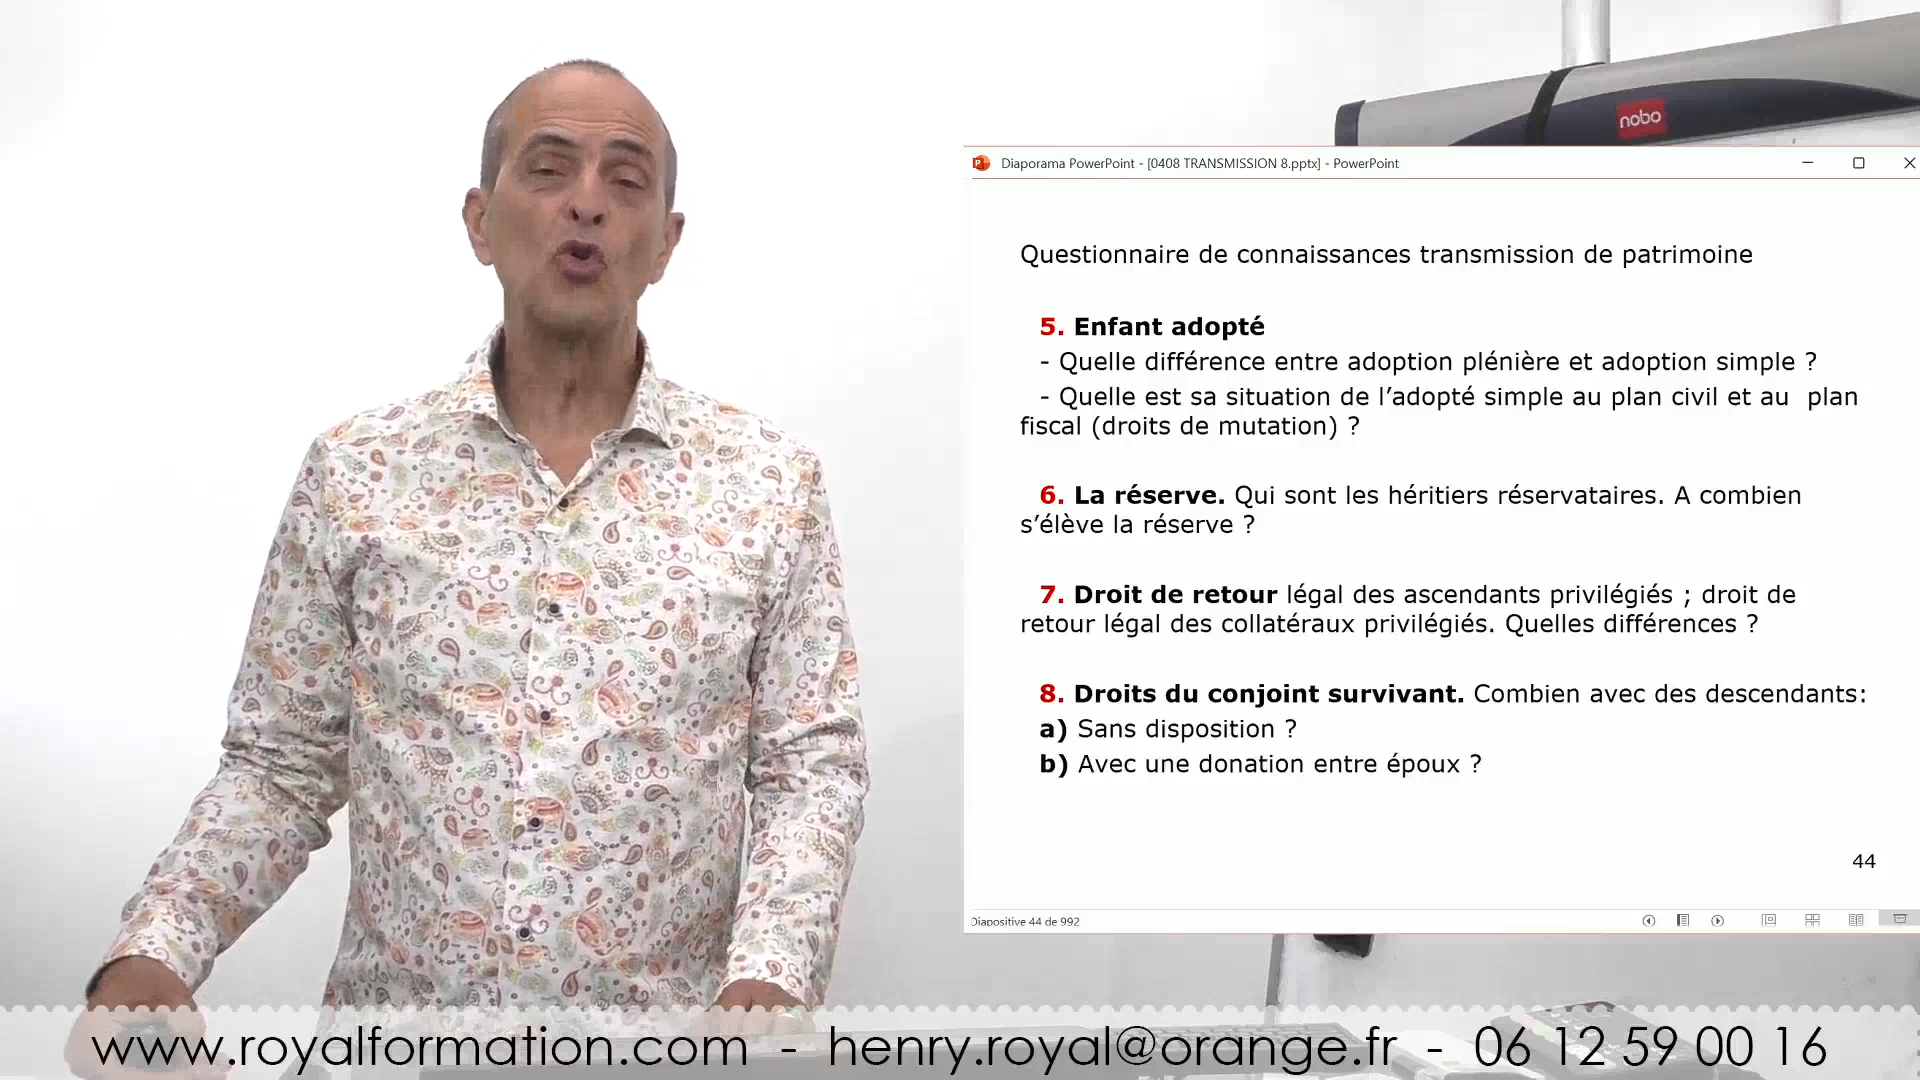 nobo
Diaporama PowerPoint - [0408 TRANSMISSION 8.pptx] - PowerPoint
Questionnaire de connaissances transmission de patrimoine
5. Enfant adopté
- Quelle différence entre adoption plénière et adoption simple ?
- Quelle est sa situation de l’adopté simple au plan civil et au plan
fiscal (droits de mutation) ?
6. La réserve. Qui sont les héritiers réservataires. A combien
s’élève la réserve ?
7. Droit de retour légal des ascendants privilégiés ; droit de
retour légal des collatéraux privilégiés. Quelles différences ?
8. Droits du conjoint survivant. Combien avec des descendants:
a) Sans disposition ?
b) Avec une donation entre époux ?
44
Diapositive 44 de 992
www.royalformation.com - henry.royal@orange.fr - 06 12 59 00 16